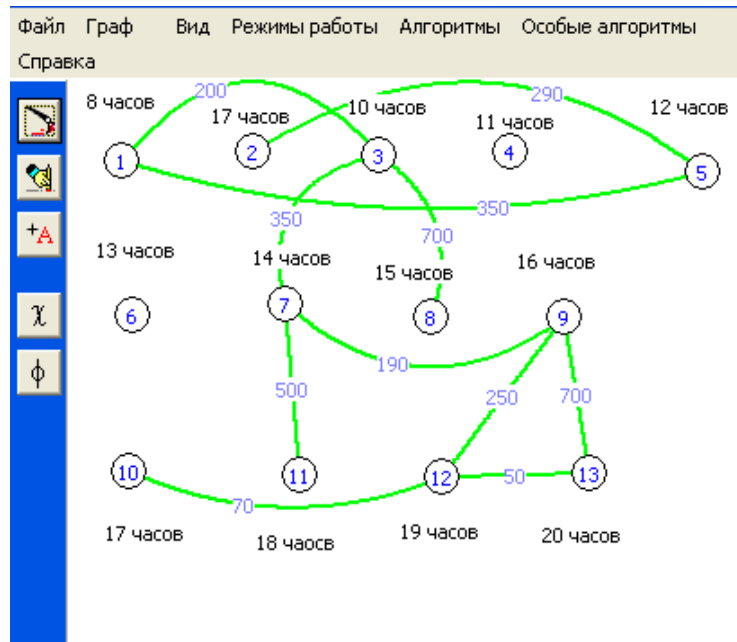 Файл Граф Вид Режимы работы Алгоритмы Особые алгоритмы
Справка
8 часов 200 17 часов 10 часов 290 11 часов 12 часов
1 2 3 4 5
+A
350 700 350
13 часов 14 часов 15 часов 16 часов
χ 6 7 8 9
ϕ
190
500 250 700
10 11 12 13
70 50
17 часов 18 чаосв 19 часов 20 часов